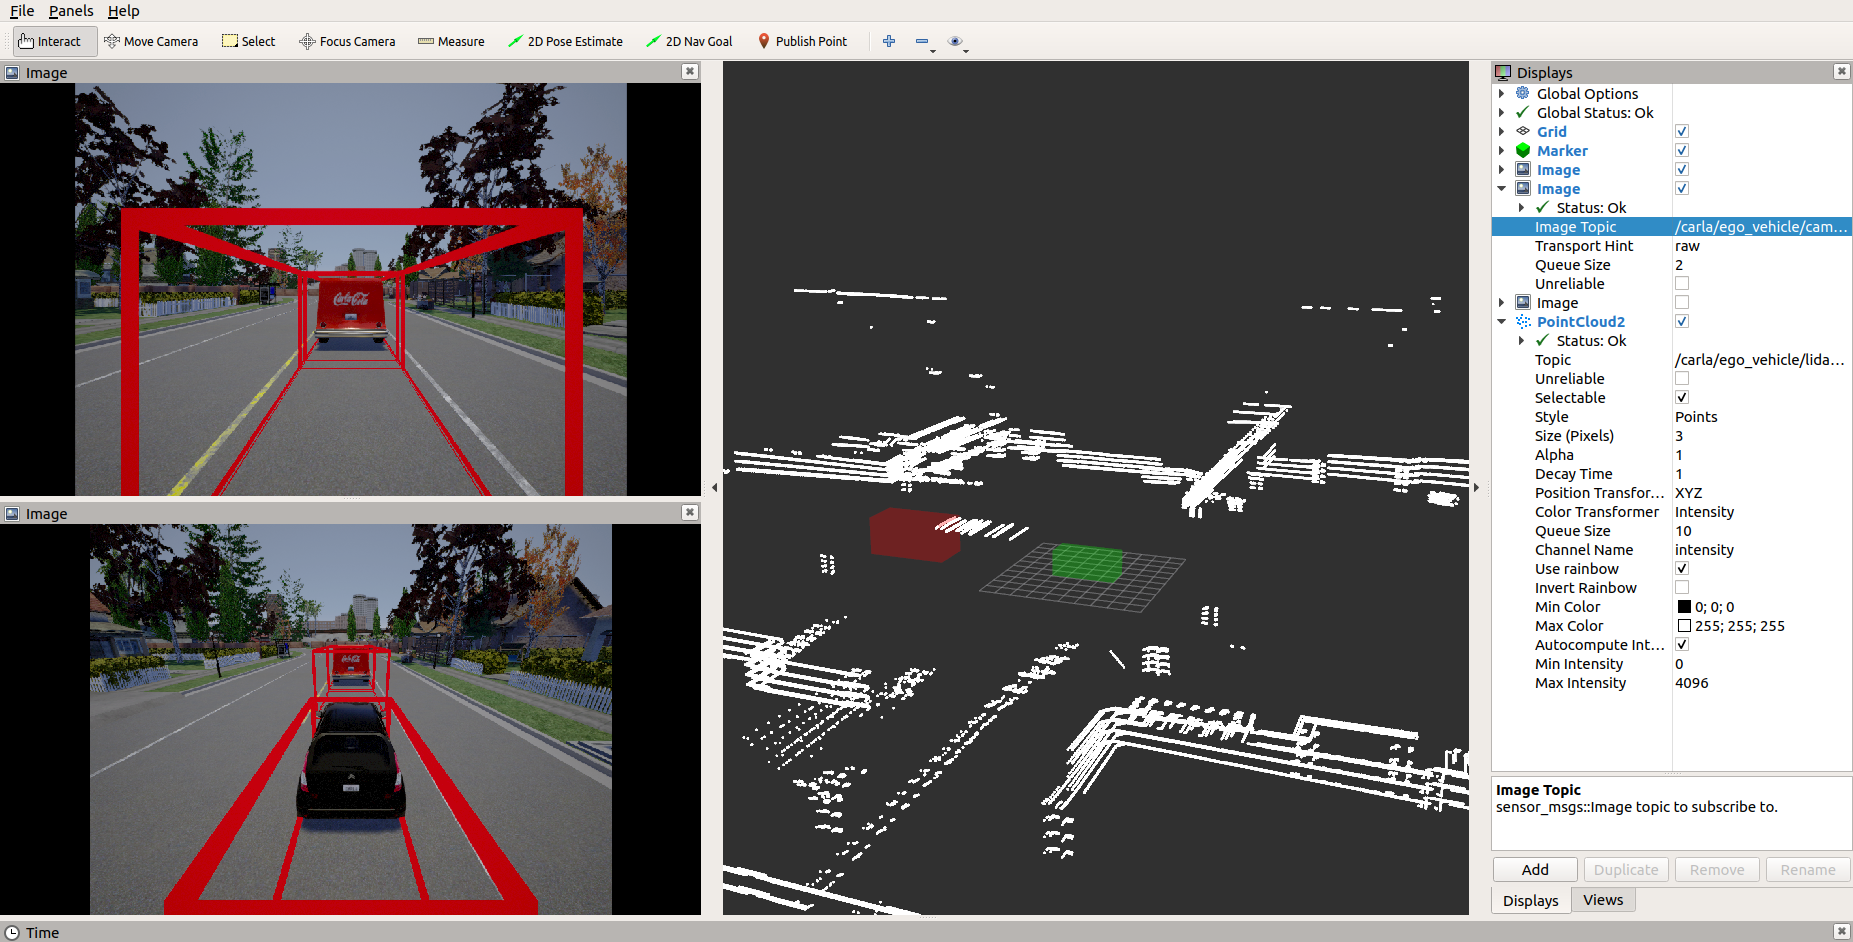 File Panels Help
Interact Move Camera Select Focus Camera Measure 2D Pose Estimate 2D Nav Goal Publish Point
Image
Carla-Cola
Image
Displays
Global Options
Global Status: Ok
Grid
Marker
Image
Image
Status: Ok
Image Topic /carla/ego_vehicle/cam...
Transport Hint raw
Queue Size 2
Unreliable
Image
PointCloud2
Status: Ok
Topic /carla/ego_vehicle/lida...
Unreliable
Selectable
Style Points
Size (Pixels) 3
Alpha 1
Decay Time 1
Position Transfor... XYZ
Color Transformer Intensity
Queue Size 10
Channel Name intensity
Use rainbow
Invert Rainbow
Min Color 0; 0; 0
Max Color 255; 255; 255
Autocompute Int...
Min Intensity 0
Max Intensity 4096
Image Topic
sensor_msgs::Image topic to subscribe to.
Add Duplicate Remove Rename
Displays Views
Time